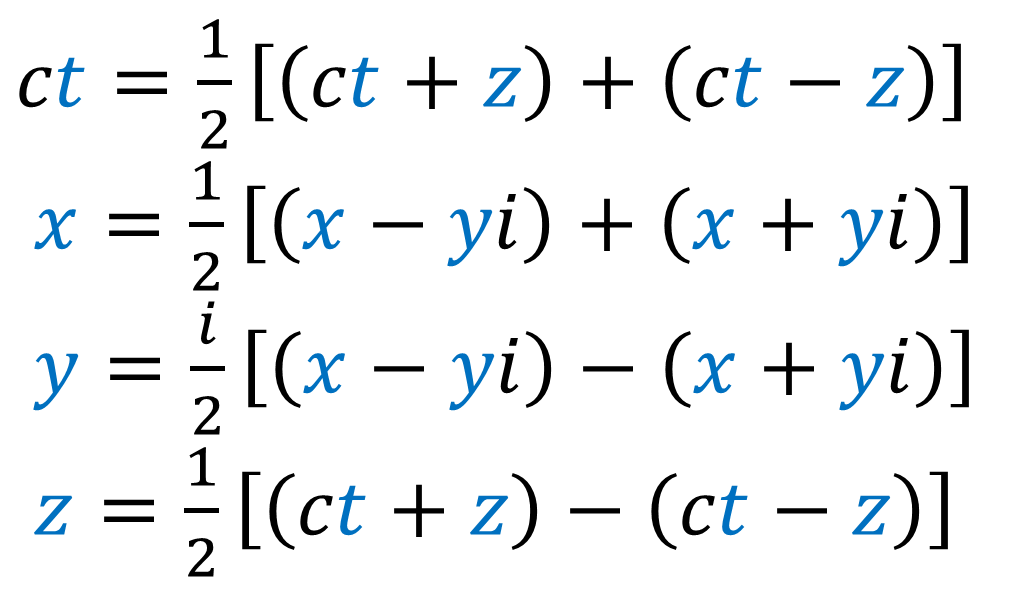 ct = 1/2 [(ct + z) + (ct − z)]
x = 1/2 [(x − yi) + (x + yi)]
y = i/2 [(x − yi) − (x + yi)]
z = 1/2 [(ct + z) − (ct − z)]